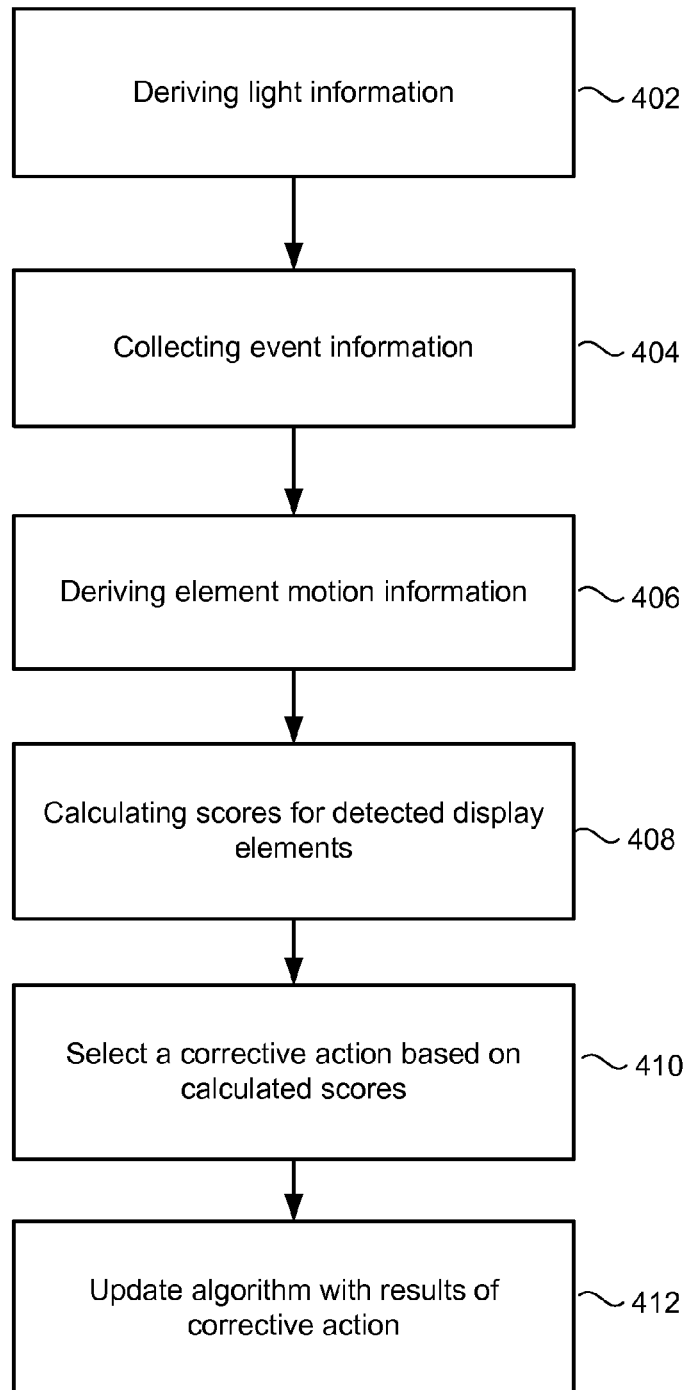 Deriving light information
402
Collecting event information
404
Deriving element motion information
406
Calculating scores for detected display
elements
408
Select a corrective action based on
calculated scores
410
Update algorithm with results of
corrective action
412